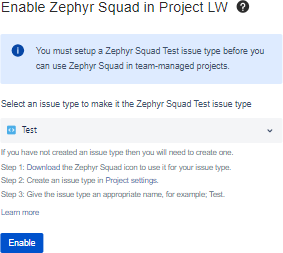 Enable Zephyr Squad in Project LW ?
You must setup a Zephyr Squad Test issue type before you
can use Zephyr Squad in team-managed projects.
Select an issue type to make it the Zephyr Squad Test issue type
Test
If you have not created an issue type then you will need to create one.
Step 1: Download the Zephyr Squad icon to use it for your issue type.
Step 2: Create an issue type in Project settings.
Step 3: Give the issue type an appropriate name, for example; Test.
Learn more
Enable